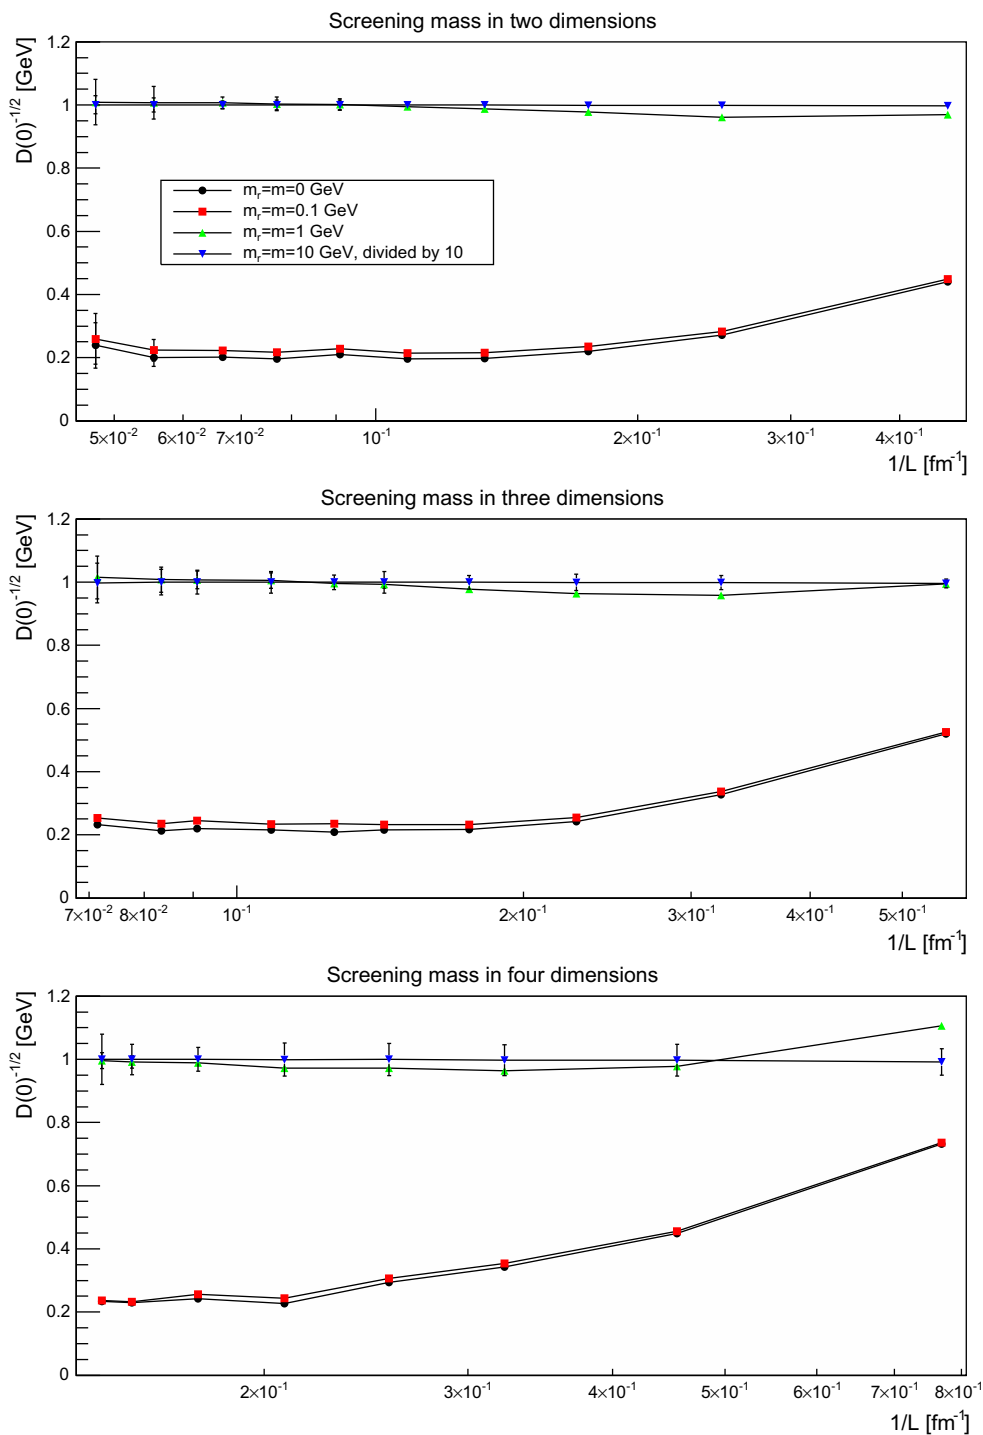 Screening mass in two dimensions
D(0)^-1/2 [GeV]
1.2
1
0.8
0.6
0.4
0.2
0
m_r=m=0 GeV
m_r=m=0.1 GeV
m_r=m=1 GeV
m_r=m=10 GeV, divided by 10
5×10^-2 6×10^-2 7×10^-2 10^-1 2×10^-1 3×10^-1 4×10^-1
1/L [fm^-1]
Screening mass in three dimensions
D(0)^-1/2 [GeV]
1.2
1
0.8
0.6
0.4
0.2
0
7×10^-2 8×10^-2 10^-1 2×10^-1 3×10^-1 4×10^-1 5×10^-1
1/L [fm^-1]
Screening mass in four dimensions
D(0)^-1/2 [GeV]
1.2
1
0.8
0.6
0.4
0.2
0
2×10^-1 3×10^-1 4×10^-1 5×10^-1 6×10^-1 7×10^-1 8×10^-1
1/L [fm^-1]